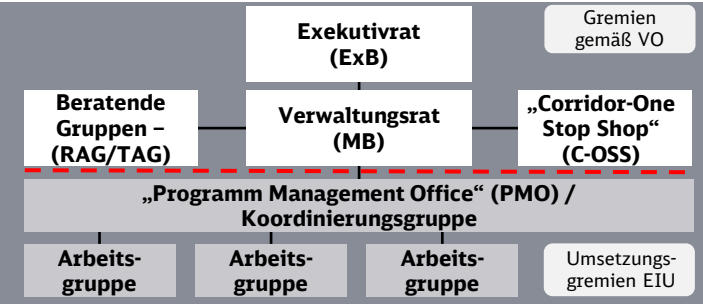 Exekutivrat
(ExB)
Gremien
gemäß VO
Beratende
Gruppen –
(RAG/TAG)
Verwaltungsrat
(MB)
„Corridor-One
Stop Shop“
(C-OSS)
„Programm Management Office“ (PMO) /
Koordinierungsgruppe
Arbeits-
gruppe
Arbeits-
gruppe
Arbeits-
gruppe
Umsetzungs-
gremien EIU